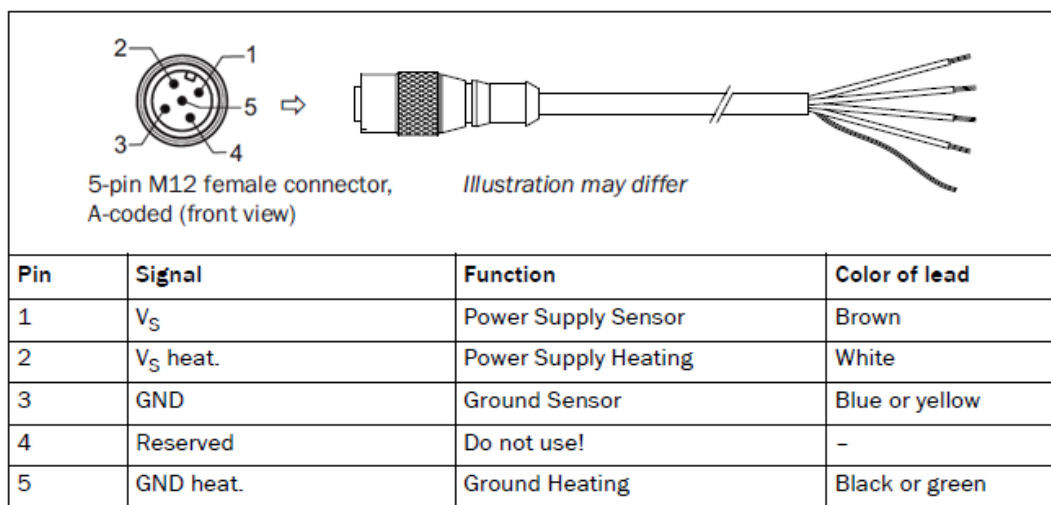 2
1
5
3
4
5-pin M12 female connector,
A-coded (front view)
Illustration may differ
Pin Signal Function Color of lead
1 VS Power Supply Sensor Brown
2 VS heat. Power Supply Heating White
3 GND Ground Sensor Blue or yellow
4 Reserved Do not use! –
5 GND heat. Ground Heating Black or green